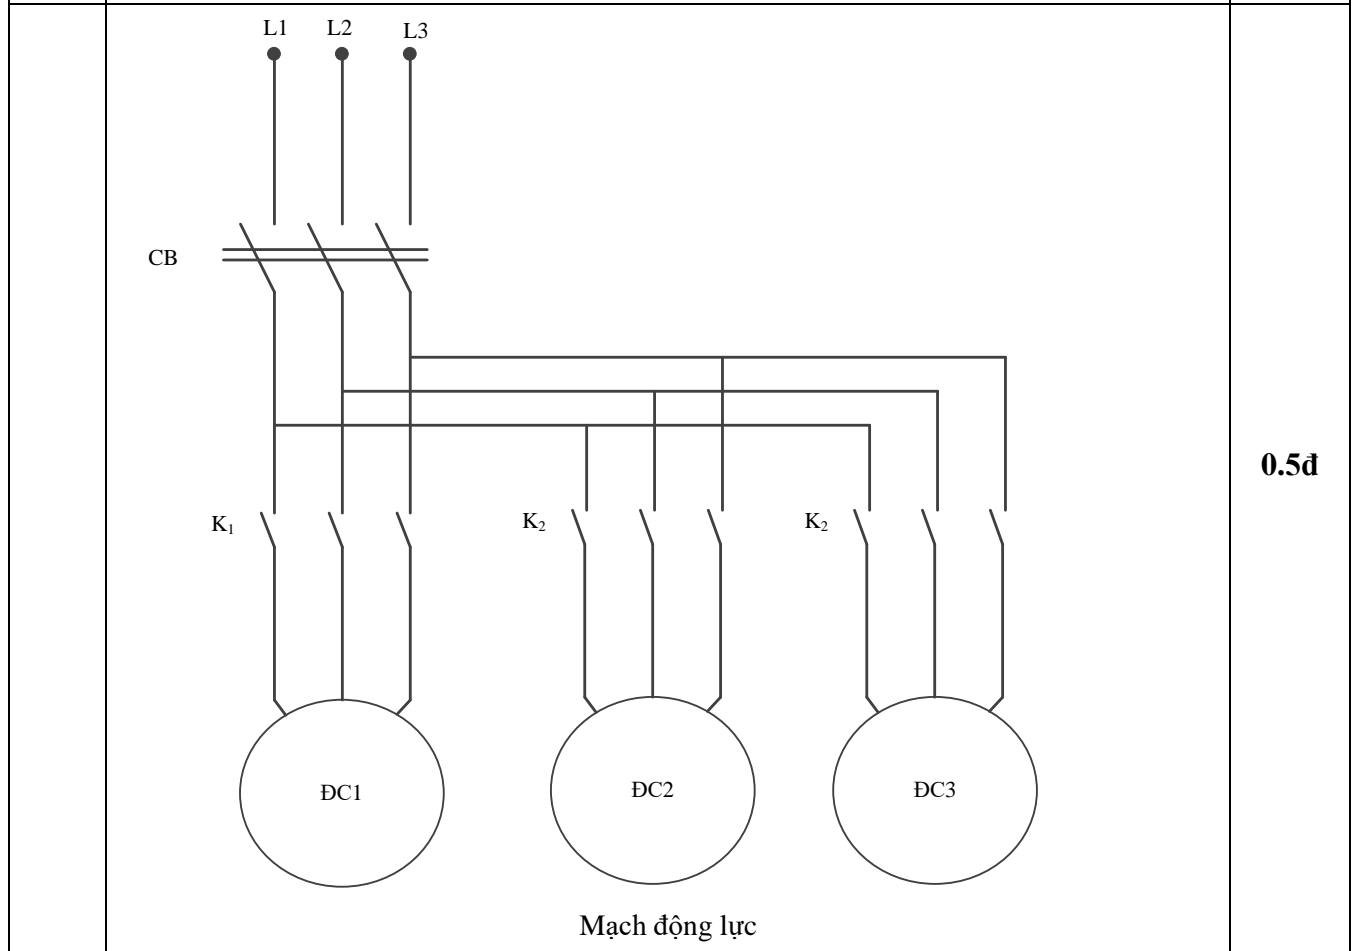 L1 L2 L3
CB
0.5đ
K₁ K₂ K₂
ĐC1 ĐC2 ĐC3
Mạch động lực